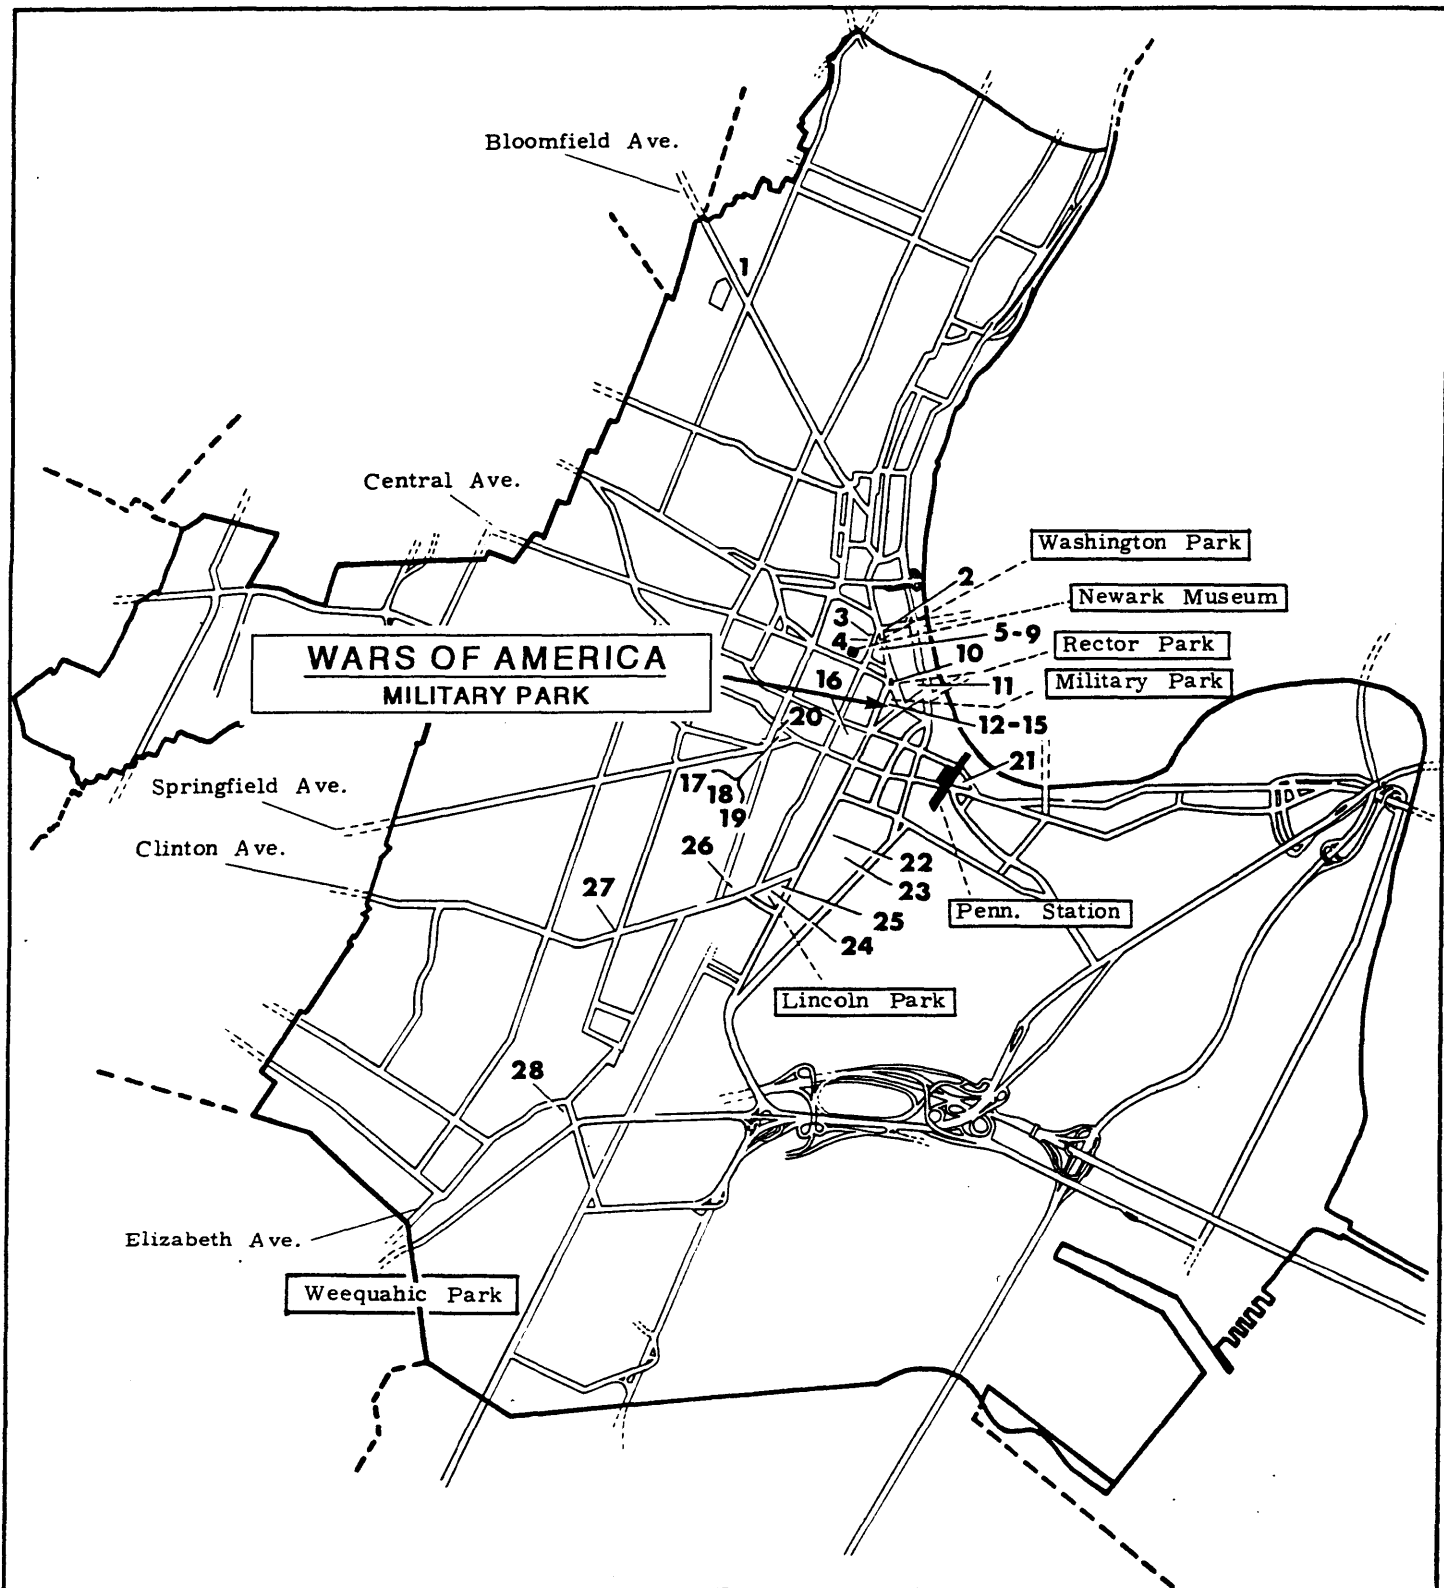 Bloomfield Ave.
1
Central Ave.
Washington Park
2
Newark Museum
3
4
5-9
Rector Park
10
WARS OF AMERICA
MILITARY PARK
16
11
Military Park
20
12-15
21
17
18
19
Springfield Ave.
Clinton Ave.
26
22
27
23
25
Penn. Station
24
Lincoln Park
28
Elizabeth Ave.
Weequahic Park